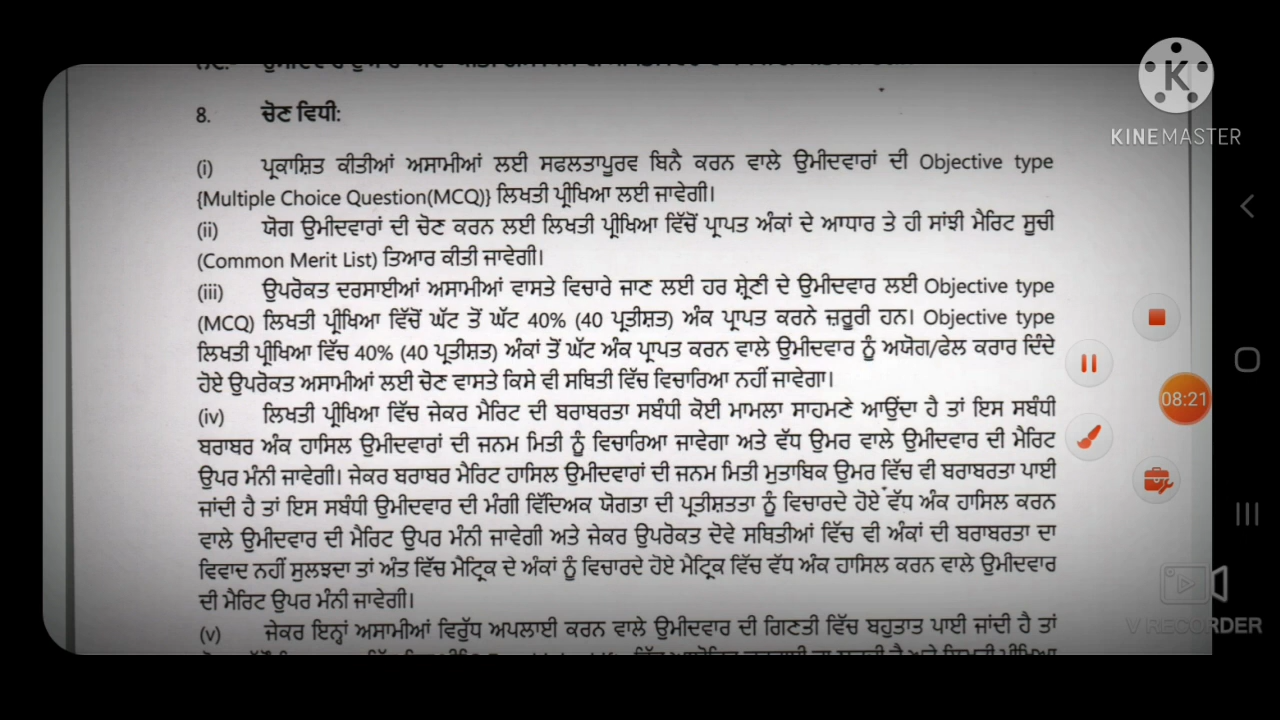 8. ਚੋਣ ਵਿਧੀ:
(i) ਪ੍ਰਕਾਸ਼ਿਤ ਕੀਤੀਆਂ ਅਸਾਮੀਆਂ ਲਈ ਸਫਲਤਾਪੂਰਵ ਬਿਨੈ ਕਰਨ ਵਾਲੇ ਉਮੀਦਵਾਰਾਂ ਦੀ Objective type
{Multiple Choice Question(MCQ)} ਲਿਖਤੀ ਪ੍ਰੀਖਿਆ ਲਈ ਜਾਵੇਗੀ।
(ii) ਯੋਗ ਉਮੀਦਵਾਰਾਂ ਦੀ ਚੋਣ ਕਰਨ ਲਈ ਲਿਖਤੀ ਪ੍ਰੀਖਿਆ ਵਿੱਚੋਂ ਪ੍ਰਾਪਤ ਅੰਕਾਂ ਦੇ ਆਧਾਰ ਤੇ ਹੀ ਸਾਂਝੀ ਮੈਰਿਟ ਸੂਚੀ
(Common Merit List) ਤਿਆਰ ਕੀਤੀ ਜਾਵੇਗੀ।
(iii) ਉਪਰੋਕਤ ਦਰਸਾਈਆਂ ਅਸਾਮੀਆਂ ਵਾਸਤੇ ਵਿਚਾਰੇ ਜਾਣ ਲਈ ਹਰ ਸ਼੍ਰੇਣੀ ਦੇ ਉਮੀਦਵਾਰ ਲਈ Objective type
(MCQ) ਲਿਖਤੀ ਪ੍ਰੀਖਿਆ ਵਿੱਚੋਂ ਘੱਟ ਤੋਂ ਘੱਟ 40% (40 ਪ੍ਰਤੀਸ਼ਤ) ਅੰਕ ਪ੍ਰਾਪਤ ਕਰਨੇ ਜ਼ਰੂਰੀ ਹਨ। Objective type
ਲਿਖਤੀ ਪ੍ਰੀਖਿਆ ਵਿੱਚ 40% (40 ਪ੍ਰਤੀਸ਼ਤ) ਅੰਕਾਂ ਤੋਂ ਘੱਟ ਅੰਕ ਪ੍ਰਾਪਤ ਕਰਨ ਵਾਲੇ ਉਮੀਦਵਾਰ ਨੂੰ ਅਯੋਗ/ਫੇਲ ਕਰਾਰ ਦਿੰਦੇ
ਹੋਏ ਉਪਰੋਕਤ ਅਸਾਮੀਆਂ ਲਈ ਚੋਣ ਵਾਸਤੇ ਕਿਸੇ ਵੀ ਸਥਿਤੀ ਵਿੱਚ ਵਿਚਾਰਿਆ ਨਹੀਂ ਜਾਵੇਗਾ।
(iv) ਲਿਖਤੀ ਪ੍ਰੀਖਿਆ ਵਿੱਚ ਜੇਕਰ ਮੈਰਿਟ ਦੀ ਬਰਾਬਰਤਾ ਸਬੰਧੀ ਕੋਈ ਮਾਮਲਾ ਸਾਹਮਣੇ ਆਉਂਦਾ ਹੈ ਤਾਂ ਇਸ ਸਬੰਧੀ
ਬਰਾਬਰ ਅੰਕ ਹਾਸਿਲ ਉਮੀਦਵਾਰਾਂ ਦੀ ਜਨਮ ਮਿਤੀ ਨੂੰ ਵਿਚਾਰਿਆ ਜਾਵੇਗਾ ਅਤੇ ਵੱਧ ਉਮਰ ਵਾਲੇ ਉਮੀਦਵਾਰ ਦੀ ਮੈਰਿਟ
ਉਪਰ ਮੰਨੀ ਜਾਵੇਗੀ। ਜੇਕਰ ਬਰਾਬਰ ਮੈਰਿਟ ਹਾਸਿਲ ਉਮੀਦਵਾਰਾਂ ਦੀ ਜਨਮ ਮਿਤੀ ਮੁਤਾਬਿਕ ਉਮਰ ਵਿੱਚ ਵੀ ਬਰਾਬਰਤਾ ਪਾਈ
ਜਾਂਦੀ ਹੈ ਤਾਂ ਇਸ ਸਬੰਧੀ ਉਮੀਦਵਾਰ ਦੀ ਮੰਗੀ ਵਿੱਦਿਅਕ ਯੋਗਤਾ ਦੀ ਪ੍ਰਤੀਸ਼ਤਤਾ ਨੂੰ ਵਿਚਾਰਦੇ ਹੋਏ ਵੱਧ ਅੰਕ ਹਾਸਿਲ ਕਰਨ
ਵਾਲੇ ਉਮੀਦਵਾਰ ਦੀ ਮੈਰਿਟ ਉਪਰ ਮੰਨੀ ਜਾਵੇਗੀ ਅਤੇ ਜੇਕਰ ਉਪਰੋਕਤ ਦੋਵੇ ਸਥਿਤੀਆਂ ਵਿੱਚ ਵੀ ਅੰਕਾਂ ਦੀ ਬਰਾਬਰਤਾ ਦਾ
ਵਿਵਾਦ ਨਹੀਂ ਸੁਲਝਦਾ ਤਾਂ ਅੰਤ ਵਿੱਚ ਮੈਟ੍ਰਿਕ ਦੇ ਅੰਕਾਂ ਨੂੰ ਵਿਚਾਰਦੇ ਹੋਏ ਮੈਟ੍ਰਿਕ ਵਿੱਚ ਵੱਧ ਅੰਕ ਹਾਸਿਲ ਕਰਨ ਵਾਲੇ ਉਮੀਦਵਾਰ
ਦੀ ਮੈਰਿਟ ਉਪਰ ਮੰਨੀ ਜਾਵੇਗੀ।
(v) ਜੇਕਰ ਇਨ੍ਹਾਂ ਅਸਾਮੀਆਂ ਵਿਰੁੱਧ ਅਪਲਾਈ ਕਰਨ ਵਾਲੇ ਉਮੀਦਵਾਰ ਦੀ ਗਿਣਤੀ ਵਿੱਚ ਬਹੁਤਾਤ ਪਾਈ ਜਾਂਦੀ ਹੈ ਤਾਂ
K
KINEMASTER
08:21
V RECORDER